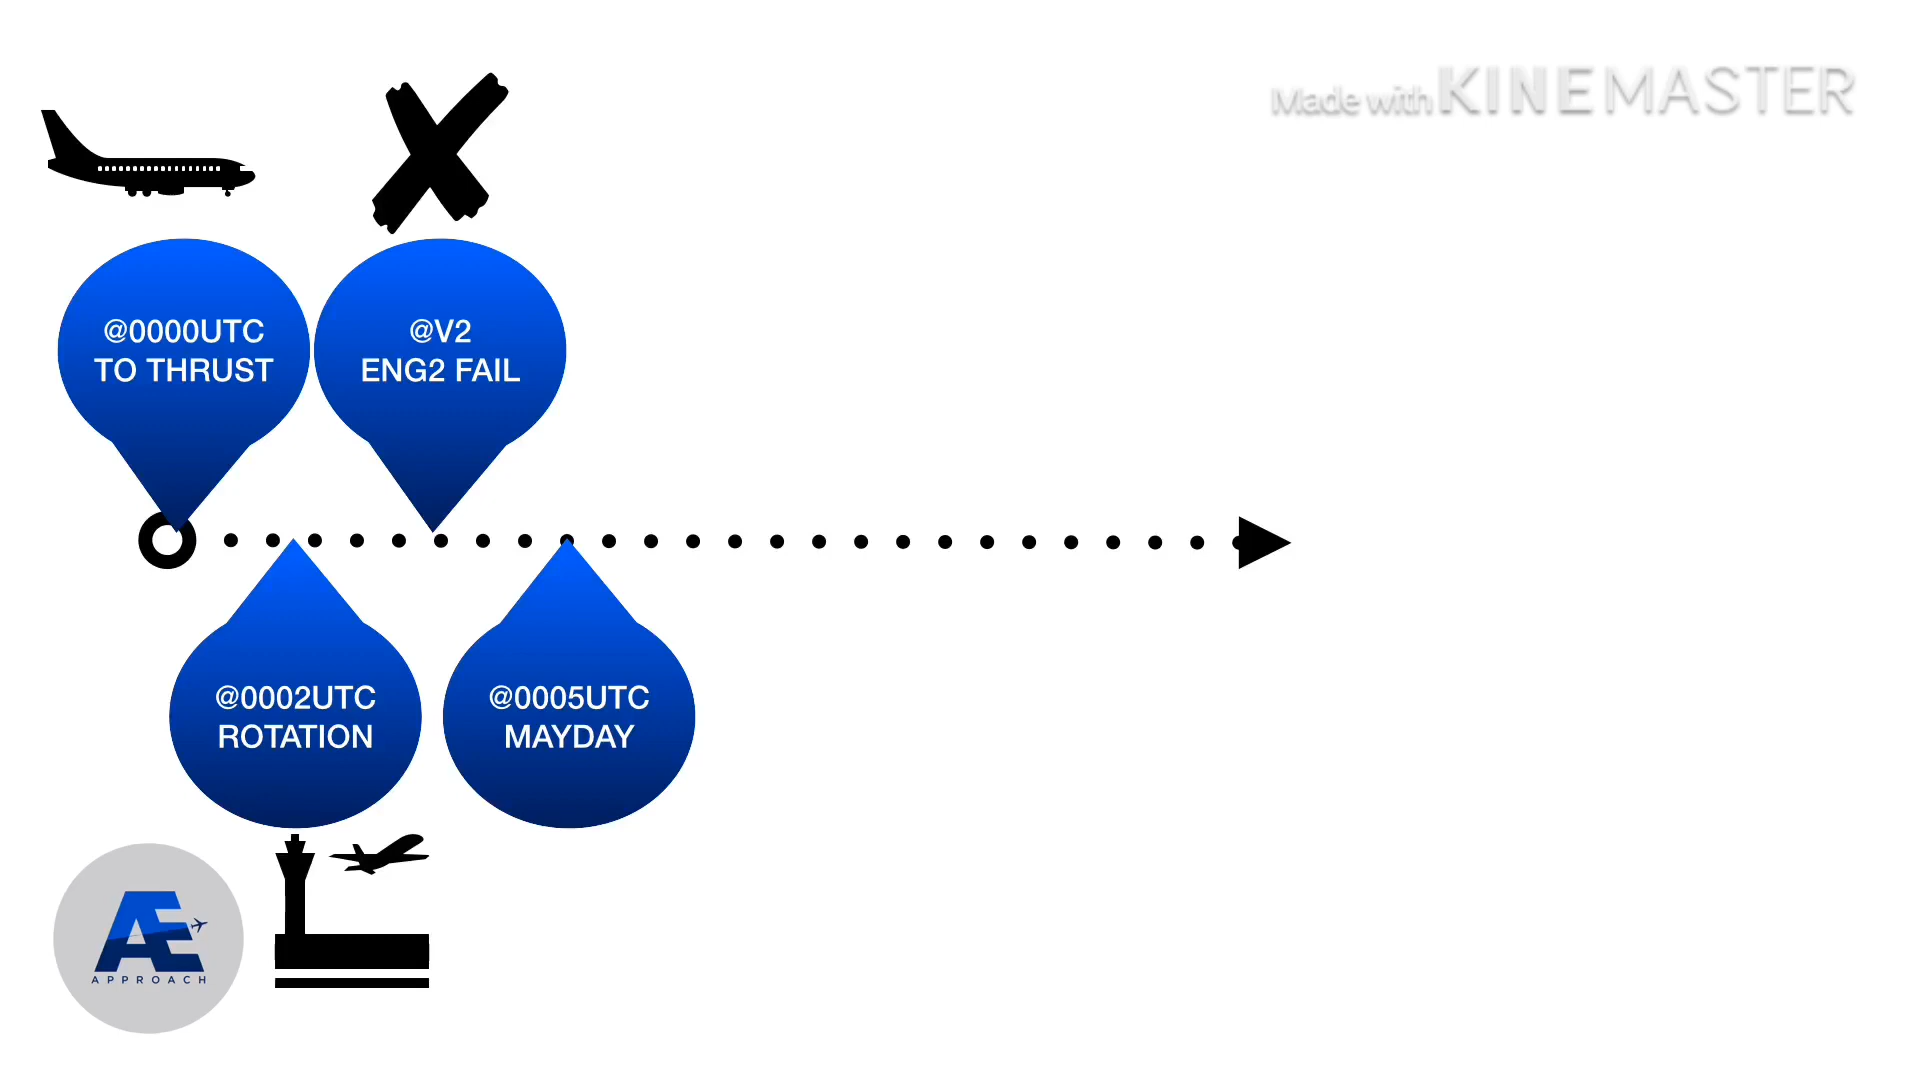 Made with KINEMASTER
@0000UTC
TO THRUST
@V2
ENG2 FAIL
@0002UTC
ROTATION
@0005UTC
MAYDAY
Æ
APPROACH